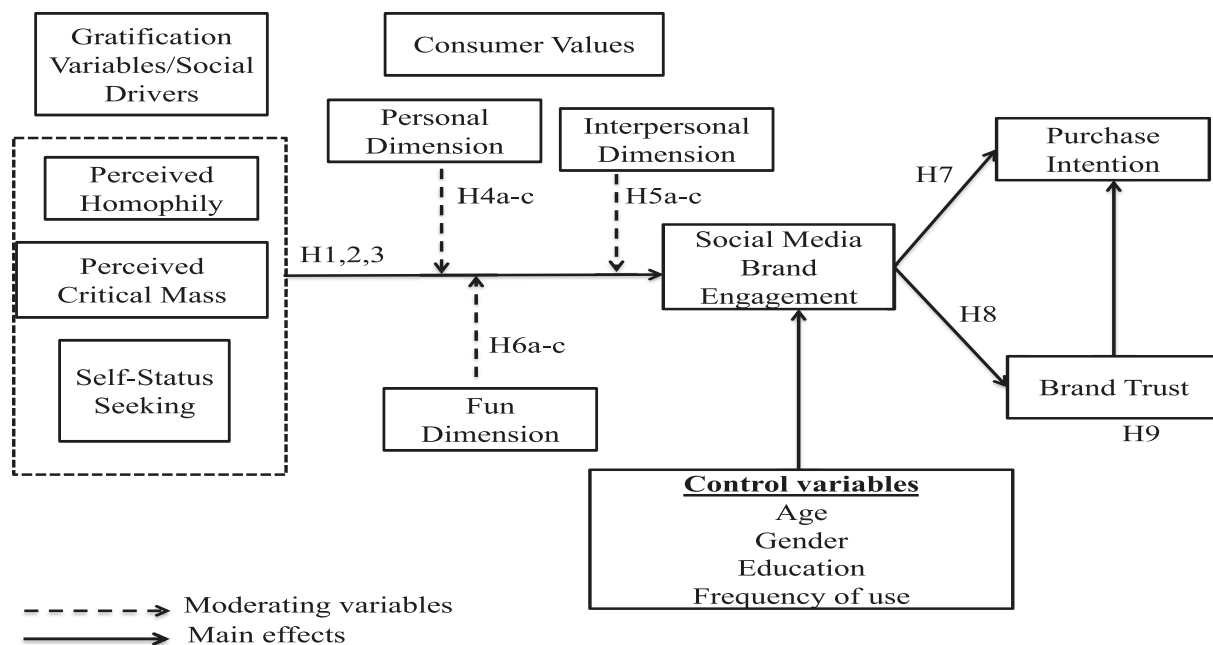 Gratification
Variables/Social
Drivers
Consumer Values
Personal
Dimension
Interpersonal
Dimension
Purchase
Intention
Perceived
Homophily
H4a-c
H5a-c
H7
Perceived
Critical Mass
H1,2,3
Social Media
Brand
Engagement
H6a-c
H8
Self-Status
Seeking
Fun
Dimension
Brand Trust
H9
Control variables
Age
Gender
Education
Frequency of use
Moderating variables
Main effects